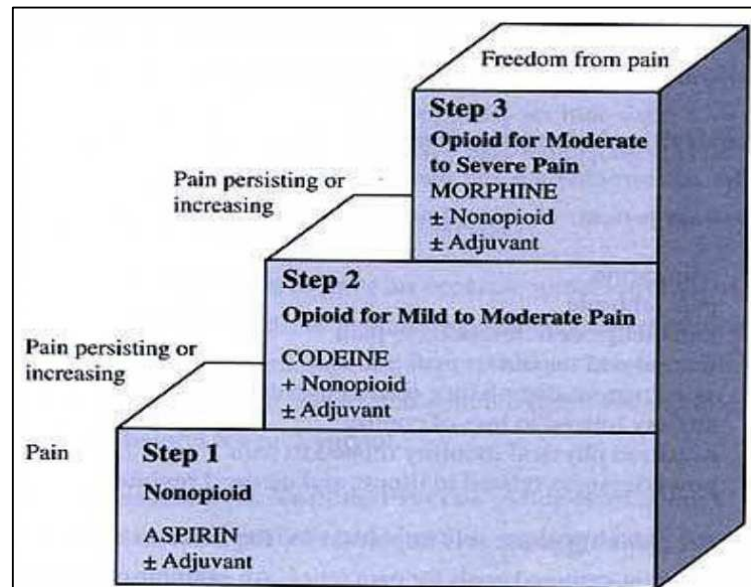 Freedom from pain
Step 3
Opioid for Moderate
to Severe Pain
MORPHINE
± Nonopioid
± Adjuvant
Pain persisting or
increasing
Step 2
Opioid for Mild to Moderate Pain
CODEINE
+ Nonopioid
± Adjuvant
Pain persisting or
increasing
Pain
Step 1
Nonopioid
ASPIRIN
± Adjuvant